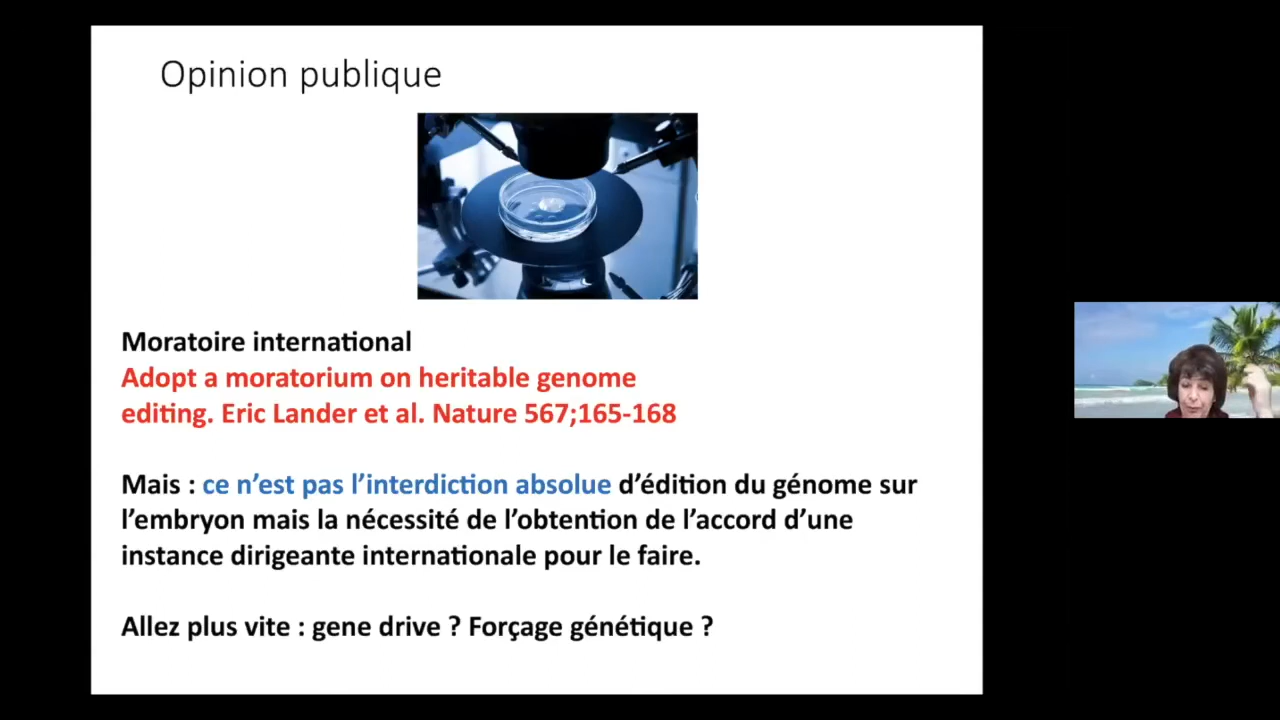 Opinion publique
Moratoire international
Adopt a moratorium on heritable genome
editing. Eric Lander et al. Nature 567;165-168
Mais : ce n’est pas l’interdiction absolue d’édition du génome sur
l’embryon mais la nécessité de l’obtention de l’accord d’une
instance dirigeante internationale pour le faire.
Allez plus vite : gene drive ? Forçage génétique ?